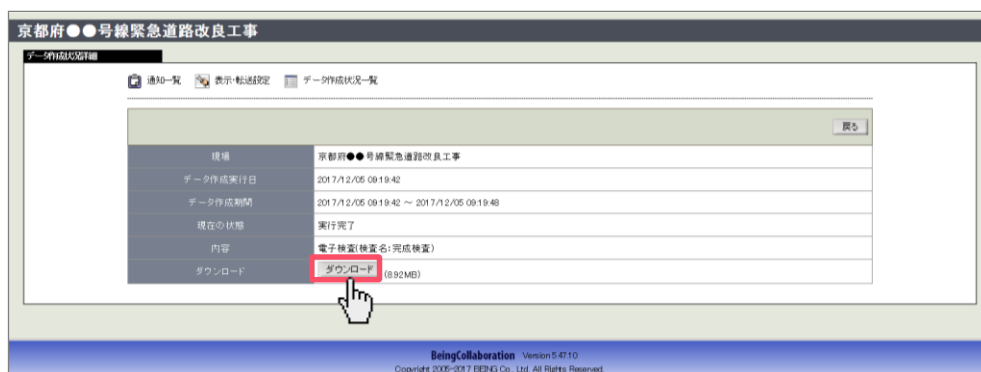 京都府●●号線緊急道路改良工事
データ作成状況詳細
通知一覧 表示・転送設定 データ作成状況一覧
戻る
現場 京都府●●号線緊急道路改良工事
データ作成実行日 2017/12/05 09:19:42
データ作成期間 2017/12/05 09:19:42 ～ 2017/12/05 09:19:48
現在の状態 実行完了
内容 電子検査(検査名:完成検査)
ダウンロード ダウンロード (8.92MB)
BeingCollaboration Version 5.47.1.0
Copyright 2005-2017 BEING Co., Ltd. All Rights Reserved.